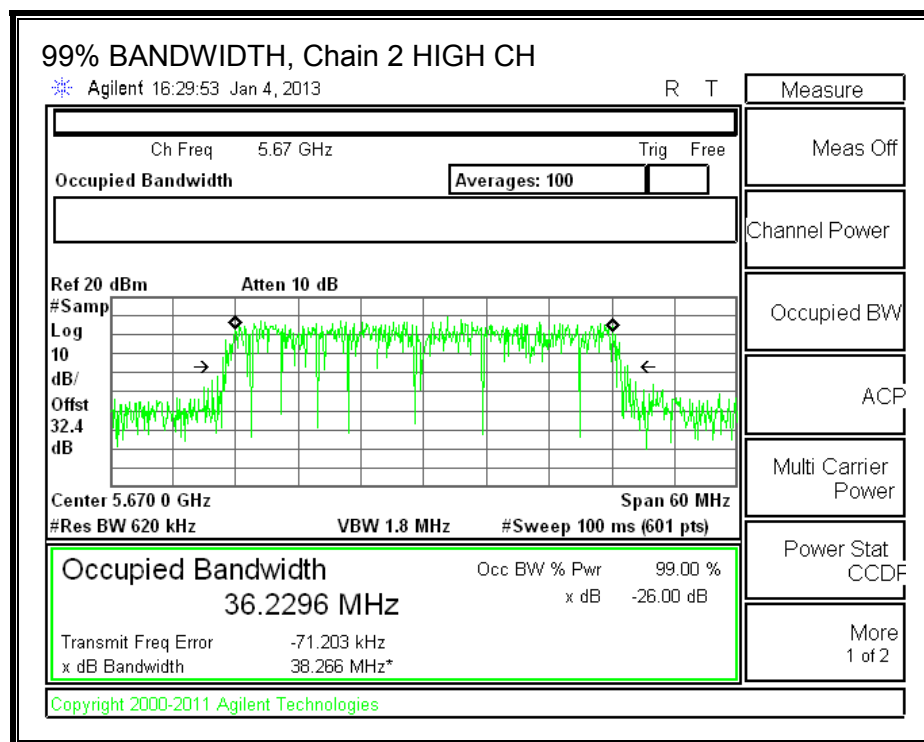 99% BANDWIDTH, Chain 2 HIGH CH
Agilent 16:29:53 Jan 4, 2013 R T
Measure
Ch Freq 5.67 GHz Trig Free
Meas Off
Occupied Bandwidth Averages: 100
Channel Power
Ref 20 dBm Atten 10 dB
#Samp
Log
10
dB/
Offst
32.4
dB
Occupied BW
ACP
Multi Carrier
Power
Center 5.670 0 GHz Span 60 MHz
#Res BW 620 kHz VBW 1.8 MHz #Sweep 100 ms (601 pts)
Power Stat
CCDF
Occupied Bandwidth Occ BW % Pwr 99.00 %
36.2296 MHz x dB -26.00 dB
Transmit Freq Error -71.203 kHz
x dB Bandwidth 38.266 MHz*
More
1 of 2
Copyright 2000-2011 Agilent Technologies